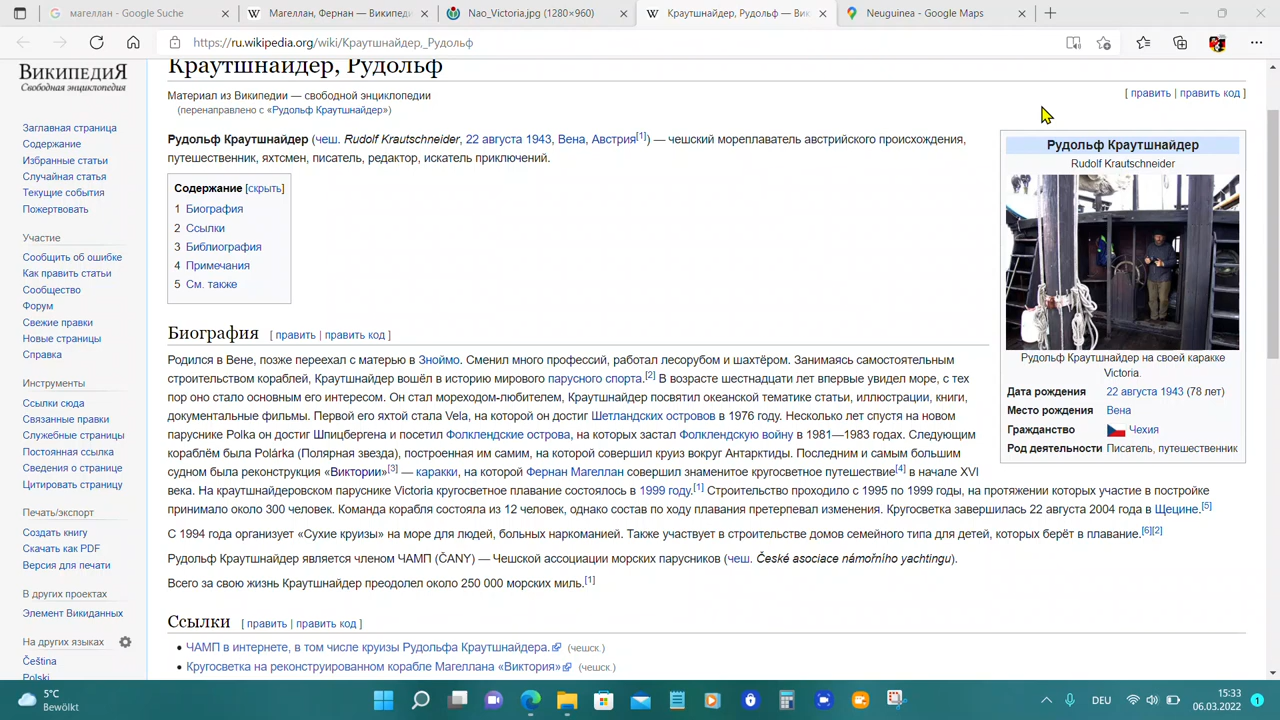 магеллан - Google Suche
Магеллан, Фернан — Википеди
Nao_Victoria.jpg (1280×960)
Краутшнайдер, Рудольф — Вик
Neuguinea - Google Maps
https://ru.wikipedia.org/wiki/Краутшнайдер,_Рудольф
ВИКИПЕДИЯ
Свободная энциклопедия
Заглавная страница
Содержание
Избранные статьи
Случайная статья
Текущие события
Пожертвовать
Участие
Сообщить об ошибке
Как править статьи
Сообщество
Форум
Свежие правки
Новые страницы
Справка
Инструменты
Ссылки сюда
Связанные правки
Служебные страницы
Постоянная ссылка
Сведения о странице
Цитировать страницу
Печать/экспорт
Создать книгу
Скачать как PDF
Версия для печати
В других проектах
Элемент Викиданных
На других языках
Čeština
Polski
Краутшнайдер, Рудольф
Материал из Википедии — свободной энциклопедии
[ править | править код ]
(перенаправлено с «Рудольф Краутшнайдер»)
Рудольф Краутшнайдер (чеш. Rudolf Krautschneider, 22 августа 1943, Вена, Австрия[1]) — чешский мореплаватель австрийского происхождения,
путешественник, яхтсмен, писатель, редактор, искатель приключений.
Содержание [скрыть]
1 Биография
2 Ссылки
3 Библиография
4 Примечания
5 См. также
Рудольф Краутшнайдер
Rudolf Krautschneider
Рудольф Краутшнайдер на своей каракке
Victoria.
Дата рождения 22 августа 1943 (78 лет)
Место рождения Вена
Гражданство Чехия
Род деятельности Писатель, путешественник
Биография [ править | править код ]
Родился в Вене, позже переехал с матерью в Зноймо. Сменил много профессий, работал лесорубом и шахтёром. Занимаясь самостоятельным
строительством кораблей, Краутшнайдер вошёл в историю мирового парусного спорта.[2] В возрасте шестнадцати лет впервые увидел море, с тех
пор оно стало основным его интересом. Он стал мореходом-любителем, Краутшнайдер посвятил океанской тематике статьи, иллюстрации, книги,
документальные фильмы. Первой его яхтой стала Vela, на которой он достиг Шетландских островов в 1976 году. Несколько лет спустя на новом
паруснике Polka он достиг Шпицбергена и посетил Фолклендские острова, на которых застал Фолклендскую войну в 1981—1983 годах. Следующим
кораблём была Polárka (Полярная звезда), построенная им самим, на которой совершил круиз вокруг Антарктиды. Последним и самым большим
судном была реконструкция «Виктории»[3] — каракки, на которой Фернан Магеллан совершил знаменитое кругосветное путешествие[4] в начале XVI
века. На краутшнайдеровском паруснике Victoria кругосветное плавание состоялось в 1999 году.[1] Строительство проходило с 1995 по 1999 годы, на протяжении которых участие в постройке
принимало около 300 человек. Команда корабля состояла из 12 человек, однако состав по ходу плавания претерпевал изменения. Кругосветка завершилась 22 августа 2004 года в Щецине.[5]
С 1994 года организует «Сухие круизы» на море для людей, больных наркоманией. Также участвует в строительстве домов семейного типа для детей, которых берёт в плавание.[6][2]
Рудольф Краутшнайдер является членом ЧАМП (ČANY) — Чешской ассоциации морских парусников (чеш. České asociace námořního yachtingu).
Всего за свою жизнь Краутшнайдер преодолел около 250 000 морских миль.[1]
Ссылки [ править | править код ]
ЧАМП в интернете, в том числе круизы Рудольфа Краутшнайдера. (чешск.)
Кругосветка на реконструированном корабле Магеллана «Виктория» (чешск.)
5°C
Bewölkt
DEU
15:33
06.03.2022
1